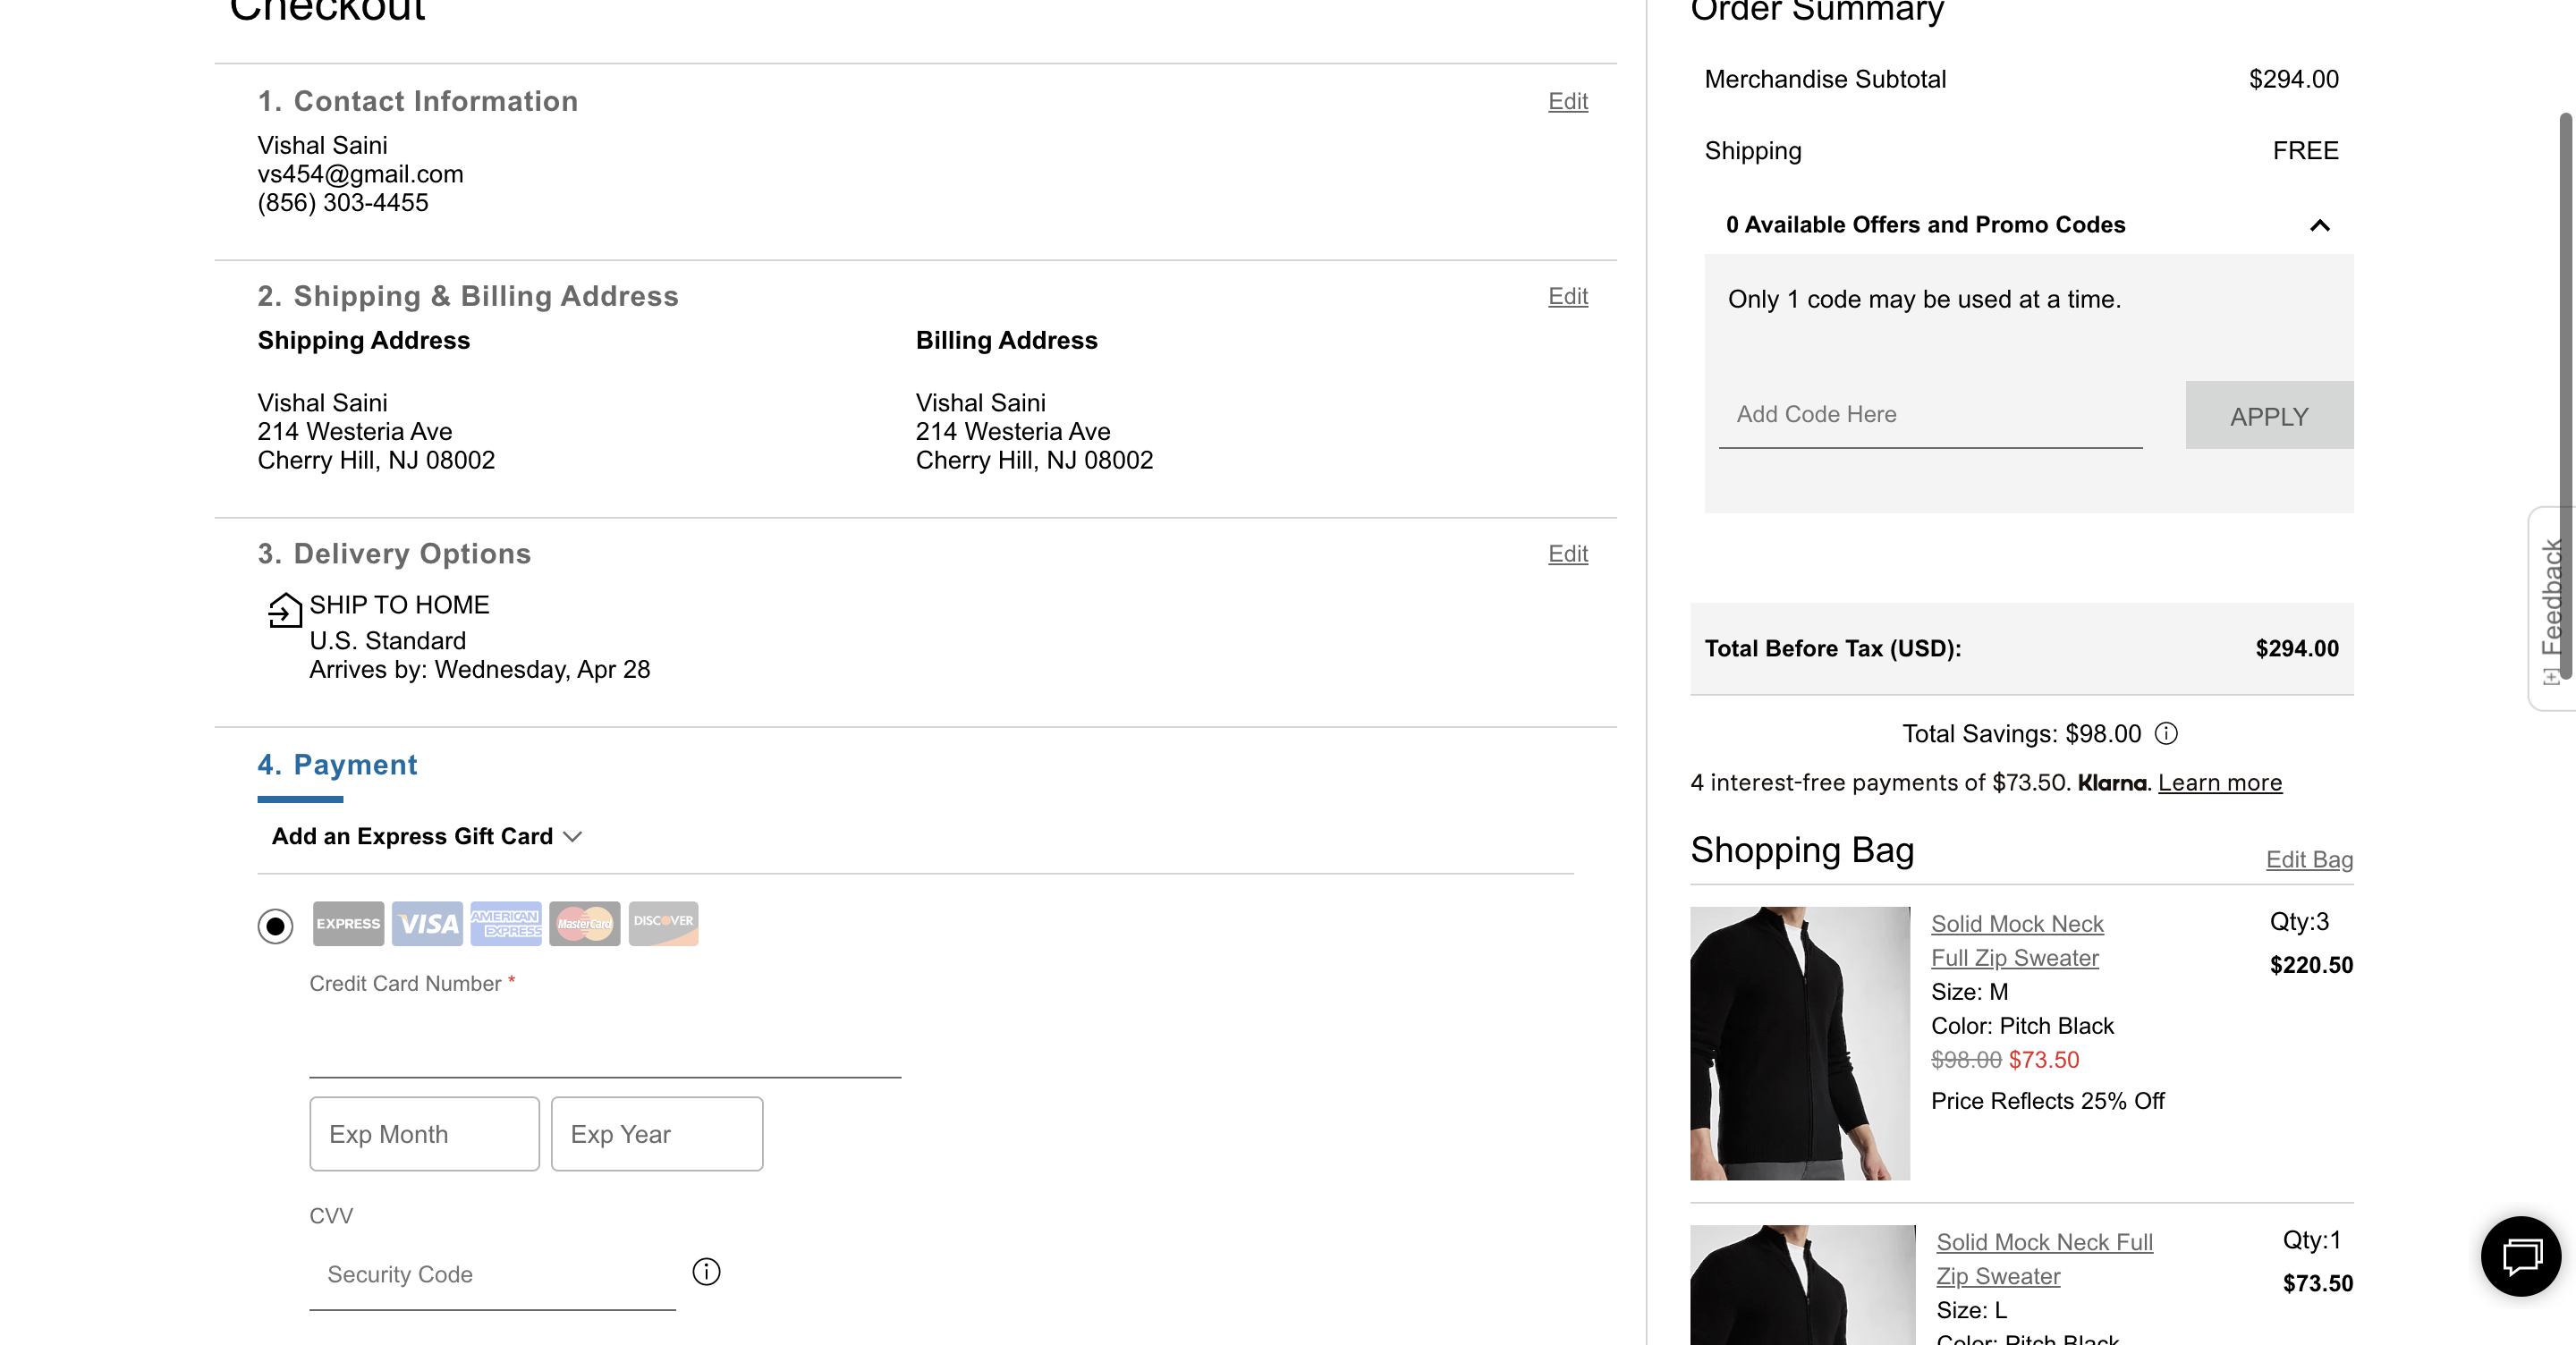 Checkout
1. Contact Information
Edit
Vishal Saini
vs454@gmail.com
(856) 303-4455
2. Shipping & Billing Address
Edit
Shipping Address
Vishal Saini
214 Westeria Ave
Cherry Hill, NJ 08002
Billing Address
Vishal Saini
214 Westeria Ave
Cherry Hill, NJ 08002
3. Delivery Options
Edit
SHIP TO HOME
U.S. Standard
Arrives by: Wednesday, Apr 28
4. Payment
Add an Express Gift Card
EXPRESS VISA AMERICAN EXPRESS MasterCard DISCOVER
Credit Card Number *
Exp Month Exp Year
CVV
Security Code
Order Summary
Merchandise Subtotal $294.00
Shipping FREE
0 Available Offers and Promo Codes
Only 1 code may be used at a time.
Add Code Here APPLY
Total Before Tax (USD): $294.00
Total Savings: $98.00
4 interest-free payments of $73.50. Klarna. Learn more
Shopping Bag Edit Bag
Solid Mock Neck
Full Zip Sweater
Size: M
Color: Pitch Black
$98.00 $73.50
Price Reflects 25% Off
Qty:3
$220.50
Solid Mock Neck Full
Zip Sweater
Size: L
Color: Pitch Black
Qty:1
$73.50
[+] Feedback